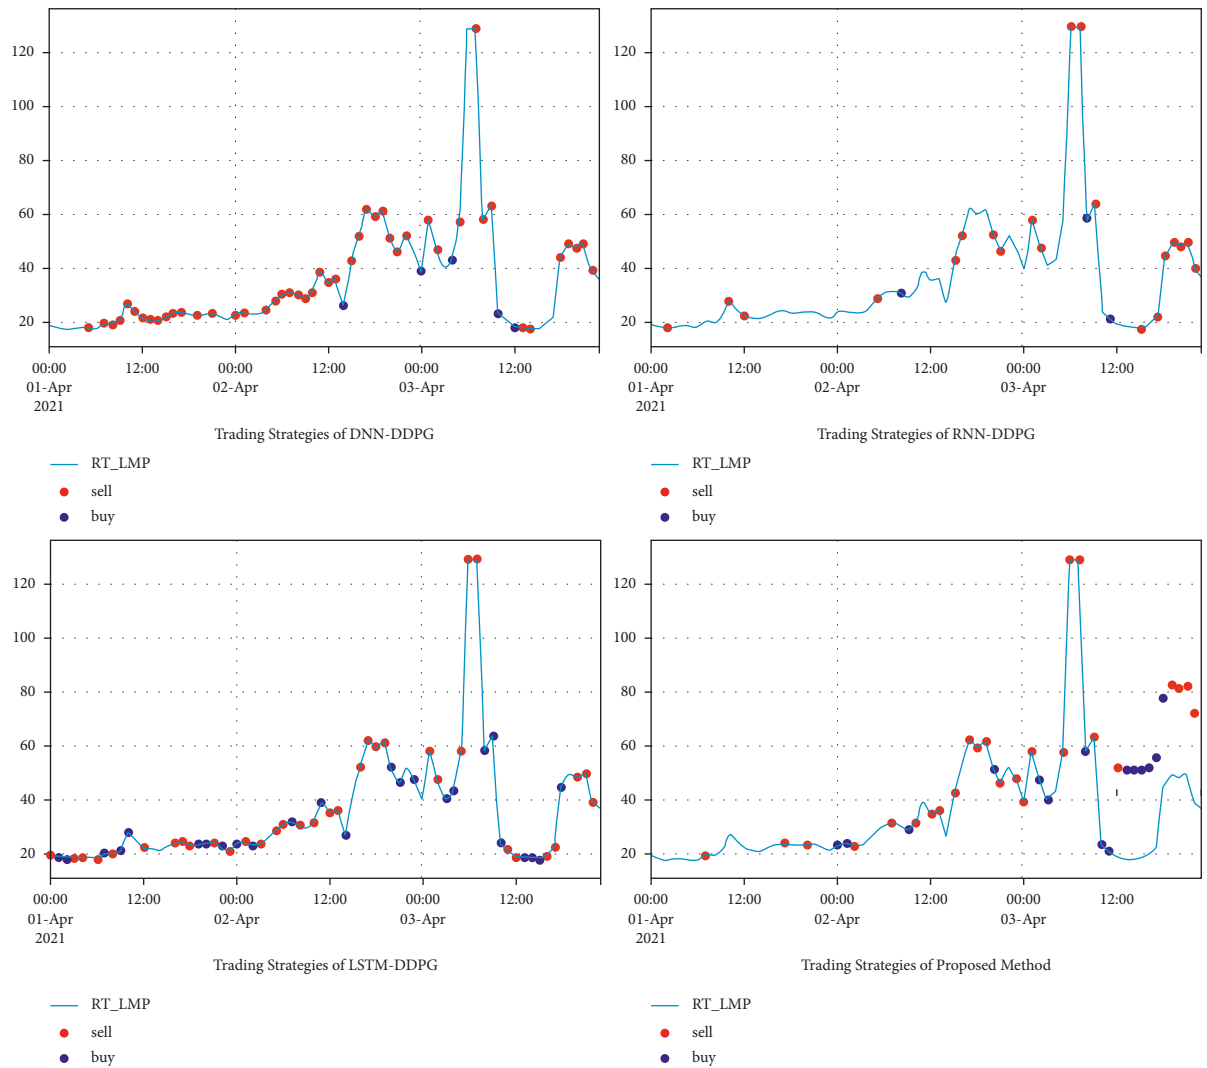 120
100
60
60
40
20
00:00 12:00 00:00 12:00 00:00 12:00
01-Apr 02-Apr 03-Apr
2021
Trading Strategies of DNN-DDPG
RT_LMP
sell
buy
120
100
60
60
40
20
00:00 12:00 00:00 12:00 00:00 12:00
01-Apr 02-Apr 03-Apr
2021
Trading Strategies of RNN-DDPG
RT_LMP
sell
buy
120
100
80
60
40
20
00:00 12:00 00:00 12:00 00:00 12:00
01-Apr 02-Apr 03-Apr
2021
Trading Strategies of LSTM-DDPG
RT_LMP
sell
buy
120
100
80
60
40
20
00:00 12:00 00:00 12:00 00:00 12:00
01-Apr 02-Apr 03-Apr
2021
Trading Strategies of Proposed Method
RT_LMP
sell
buy